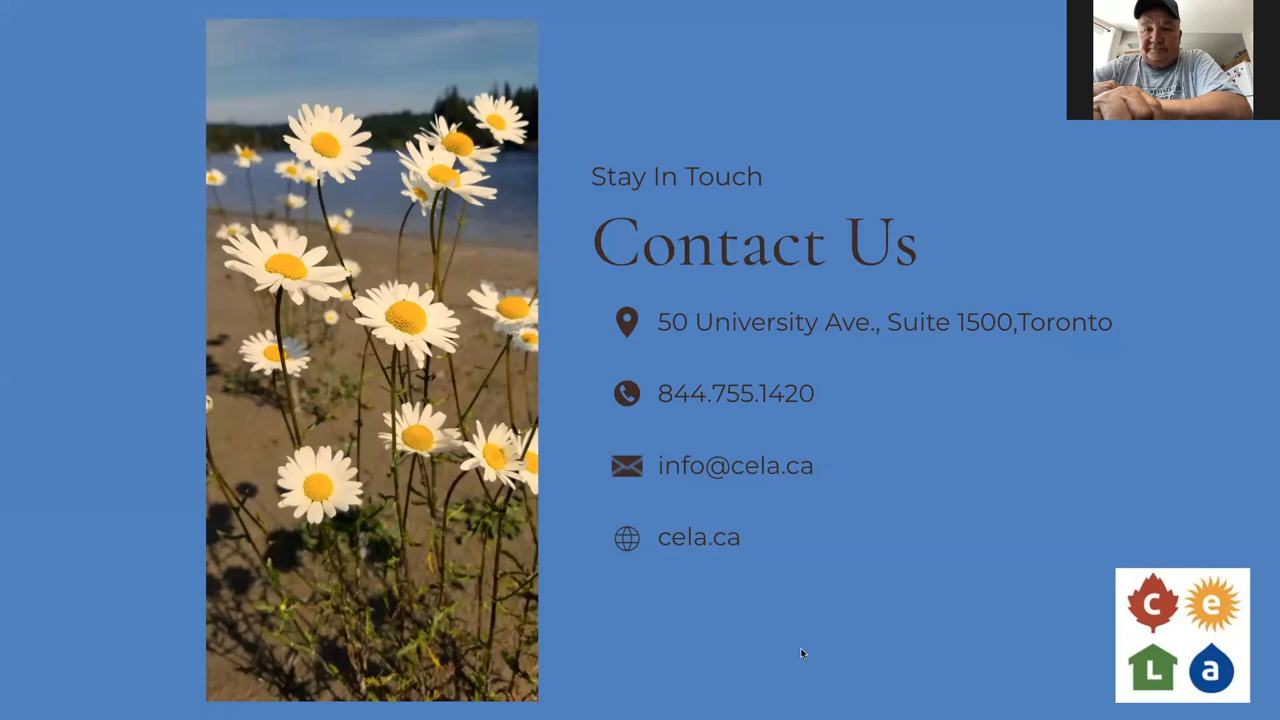 Stay In Touch
Contact Us
50 University Ave., Suite 1500,Toronto
844.755.1420
info@cela.ca
cela.ca
c e
L a